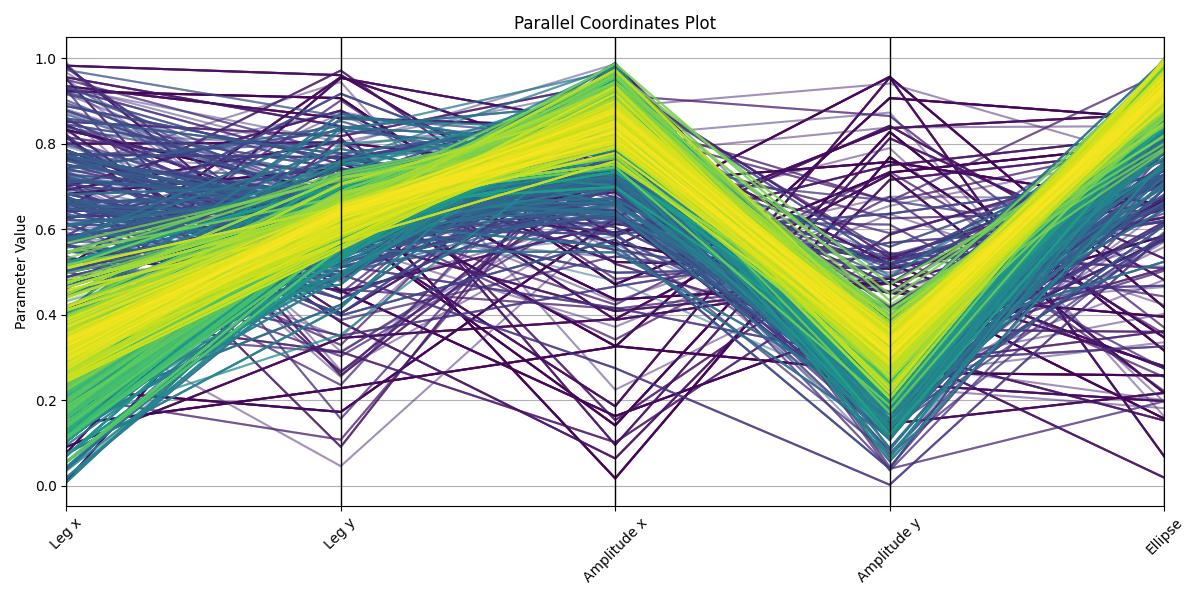 Parallel Coordinates Plot
Parameter Value
1.0
0.8
0.6
0.4
0.2
0.0
Leg x
Leg y
Amplitude x
Amplitude y
Ellipse